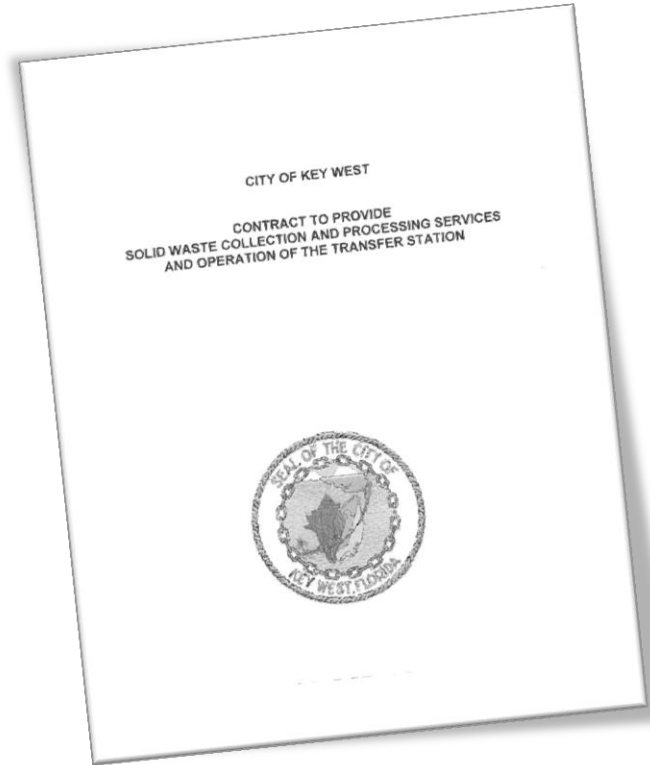 CITY OF KEY WEST
CONTRACT TO PROVIDE
SOLID WASTE COLLECTION AND PROCESSING SERVICES
AND OPERATION OF THE TRANSFER STATION
SEAL OF THE CITY OF
KEY WEST, FLORIDA